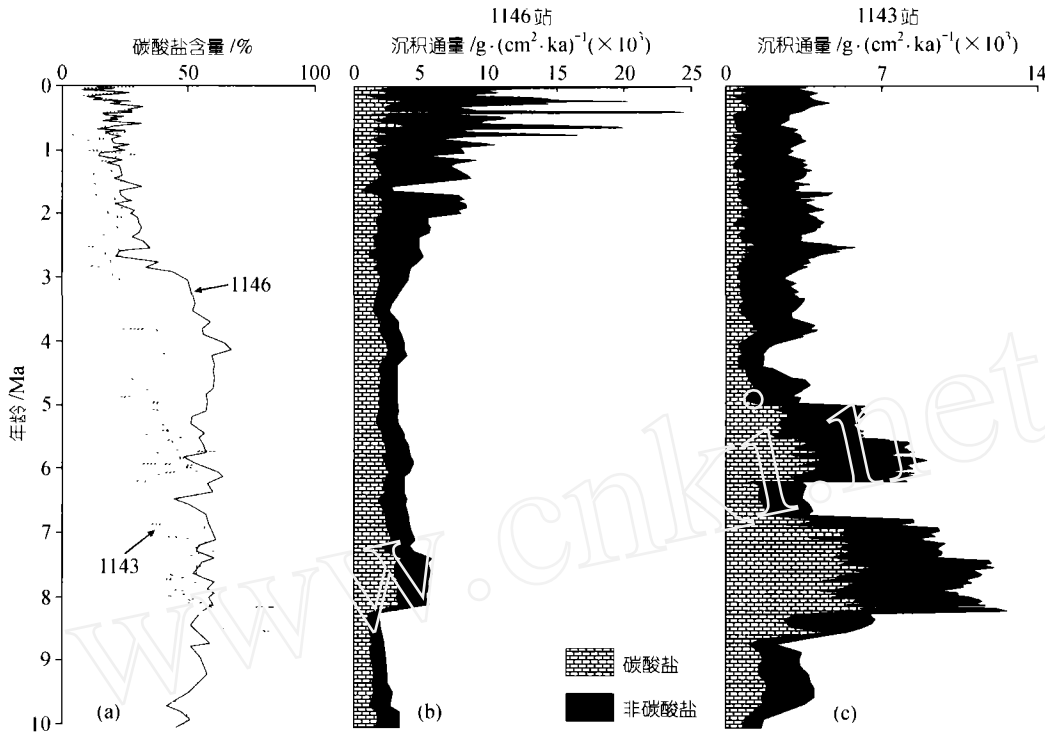 1146站
1143站
碳酸盐含量 /%
沉积通量 /g·(cm²·ka)⁻¹(×10³)
沉积通量 /g·(cm²·ka)⁻¹(×10³)
0 50 100
0 5 10 15 20 25
0 7 14
年龄 /Ma
0
1
2
3
4
5
6
7
8
9
10
1146
1143
碳酸盐
非碳酸盐
(a)
(b)
(c)
www.cnki.net